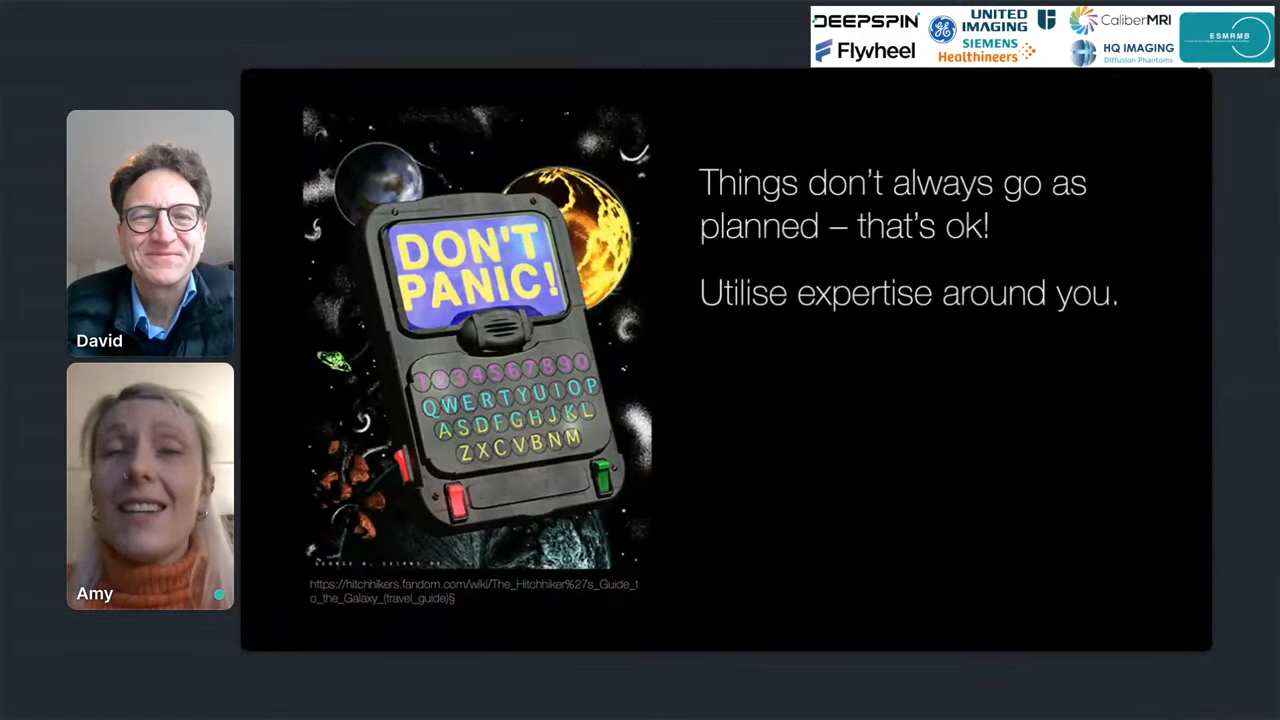 DEEPSPIN
UNITED
IMAGING
CaliberMRI
ESMRMB
Flywheel
GE
SIEMENS
Healthineers
HQ IMAGING
Diffusion Phantoms
David
Amy
DON'T
PANIC!
1234567890
QWERTYUIOP
ASDFGHJKL
ZXCVBNM
https://hitchhikers.fandom.com/wiki/The_Hitchhiker%27s_Guide_t
o_the_Galaxy_(travel_guide)§
Things don't always go as
planned – that's ok!
Utilise expertise around you.